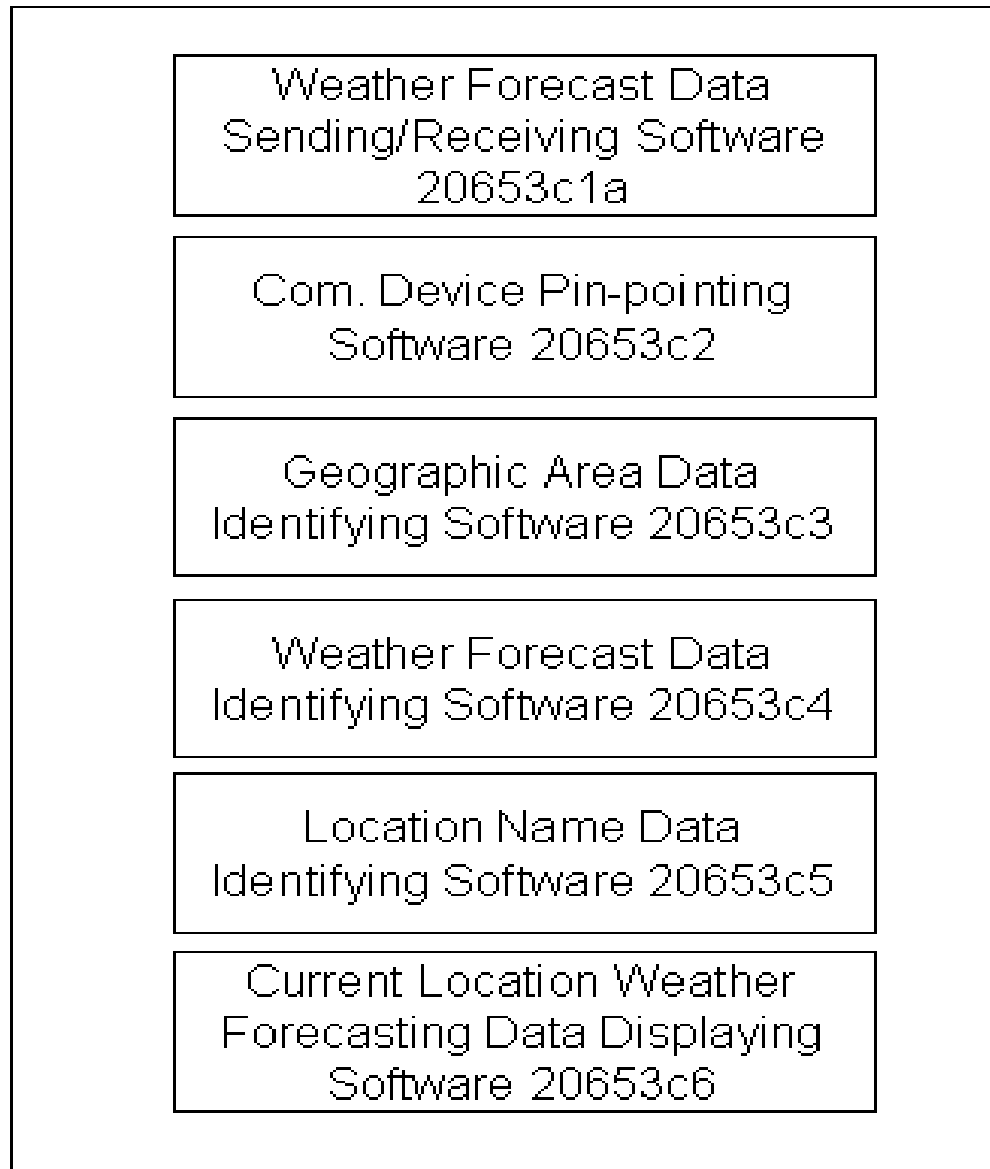 Weather Forecast Data
Sending/Receiving Software
20653c1a
Com. Device Pin-pointing
Software 20653c2
Geographic Area Data
Identifying Software 20653c3
Weather Forecast Data
Identifying Software 20653c4
Location Name Data
Identifying Software 20653c5
Current Location Weather
Forecasting Data Displaying
Software 20653c6